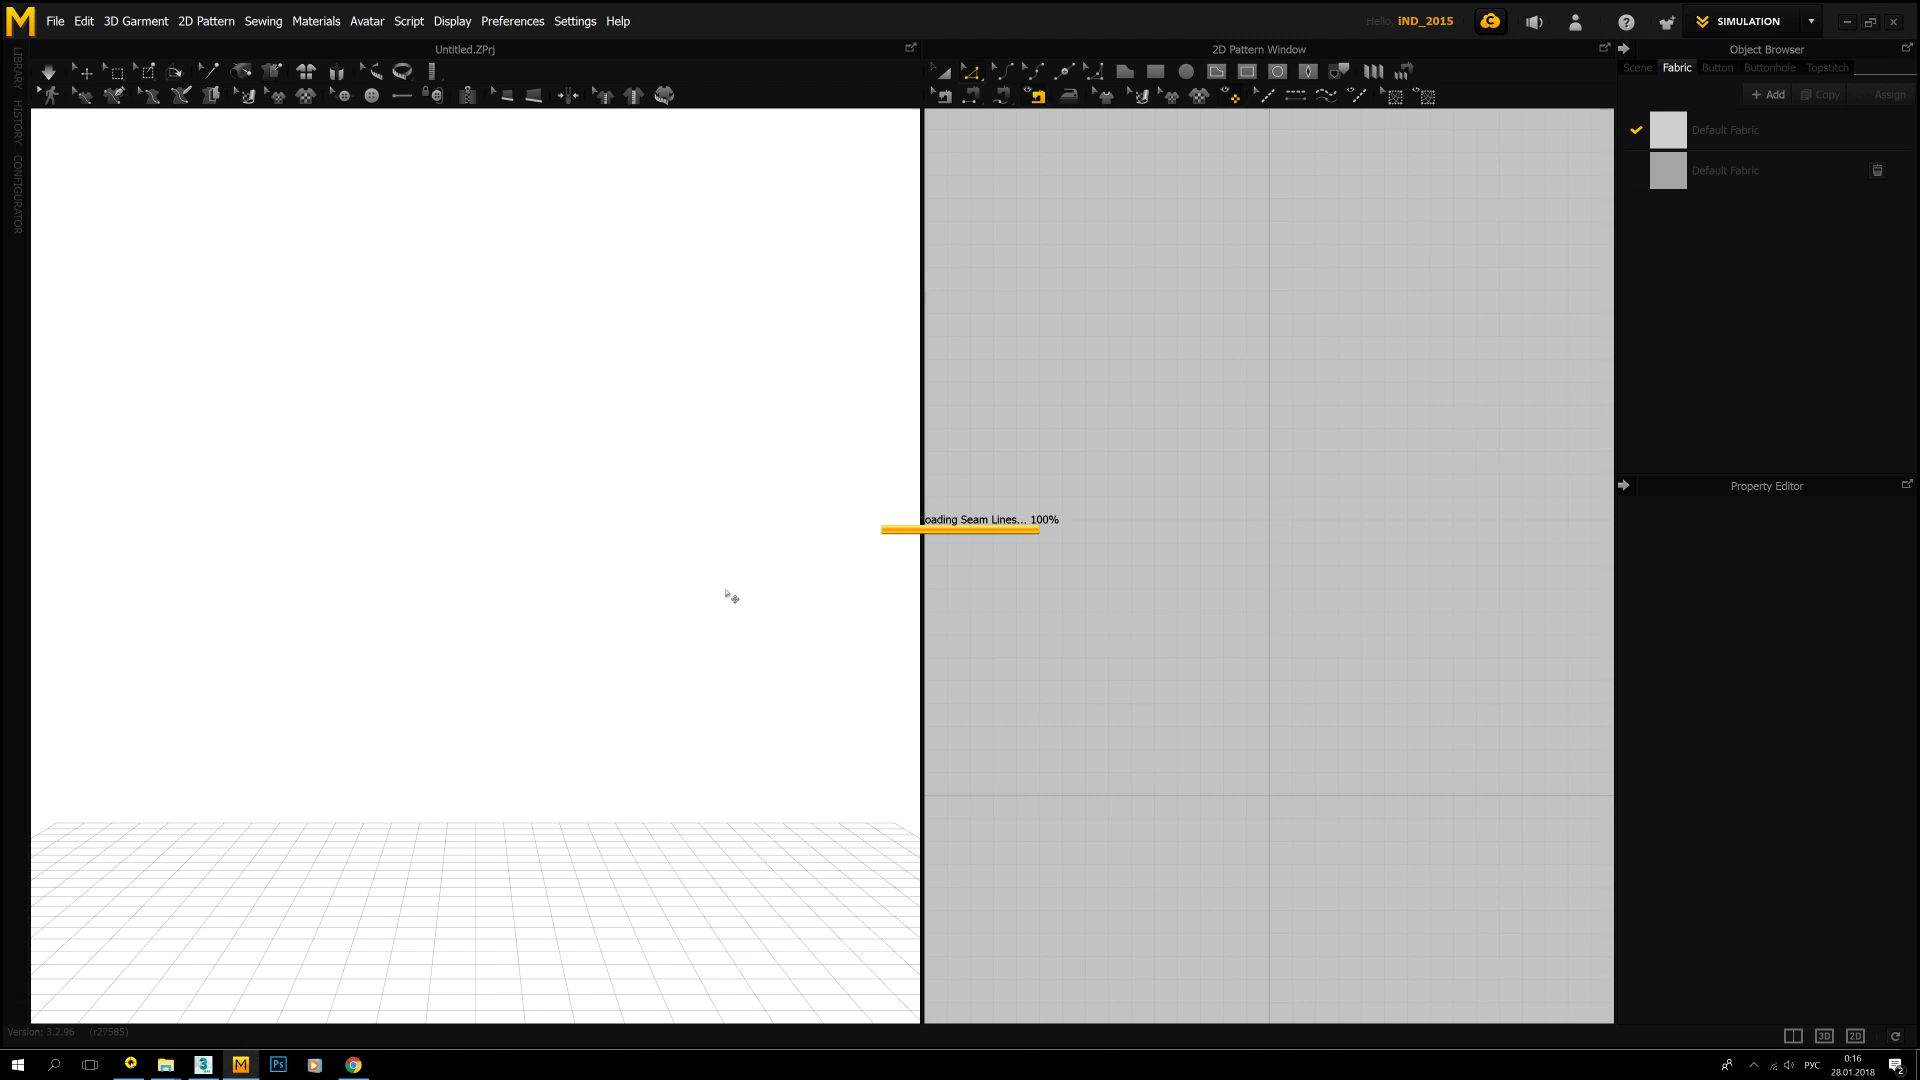 File Edit 3D Garment 2D Pattern Sewing Materials Avatar Script Display Preferences Settings Help
Hello, iND_2015
SIMULATION
Untitled.ZPrj
2D Pattern Window
Object Browser
LIBRARY
HISTORY
CONFIGURATOR
Scene Fabric Button Buttonhole Topstitch
+ Add Copy Assign
Default Fabric
Default Fabric
Property Editor
oading Seam Lines... 100%
Version: 3.2.96 (r27585)
3D 2D
3 M Ps
РУС
0:16
28.01.2018
2